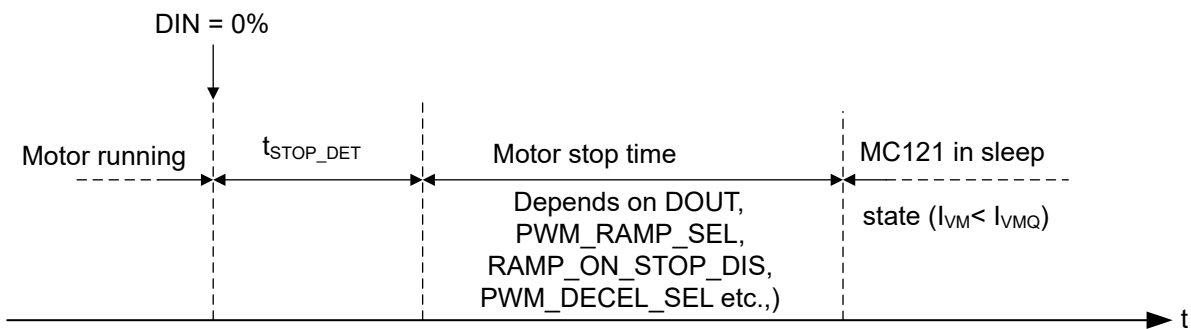 DIN = 0%
Motor running
tSTOP_DET
Motor stop time
MC121 in sleep
Depends on DOUT,
PWM_RAMP_SEL,
RAMP_ON_STOP_DIS,
PWM_DECEL_SEL etc.,)
state (IVM< IVMQ)
t